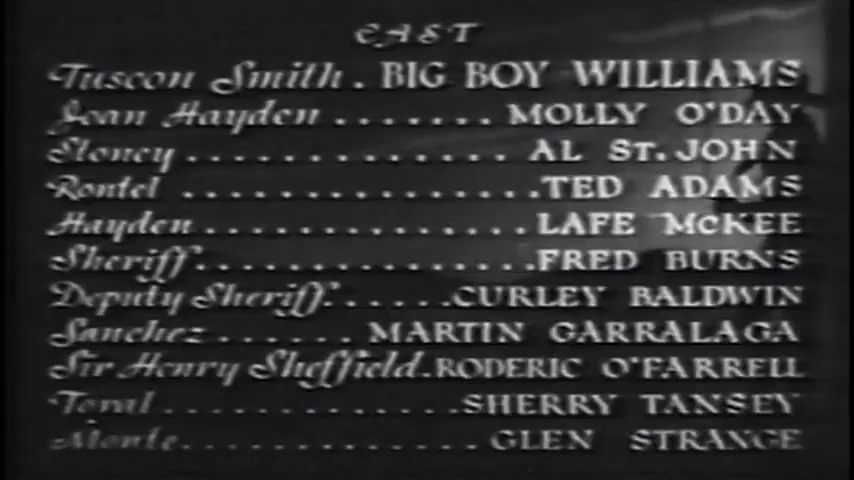 CAST
Tuscon Smith. BIG BOY WILLIAMS
Joan Hayden ....... MOLLY O'DAY
Stoney .............. AL ST. JOHN
Rontel ................TED ADAMS
Hayden ...............LAFE McKEE
Sheriff...............FRED BURNS
Deputy Sheriff......CURLEY BALDWIN
Sanchez ...... MARTIN GARRALAGA
Sir Henry Sheffield.RODERIC O'FARRELL
Toral .............SHERRY TANSEY
Monte.............. GLEN STRANGE